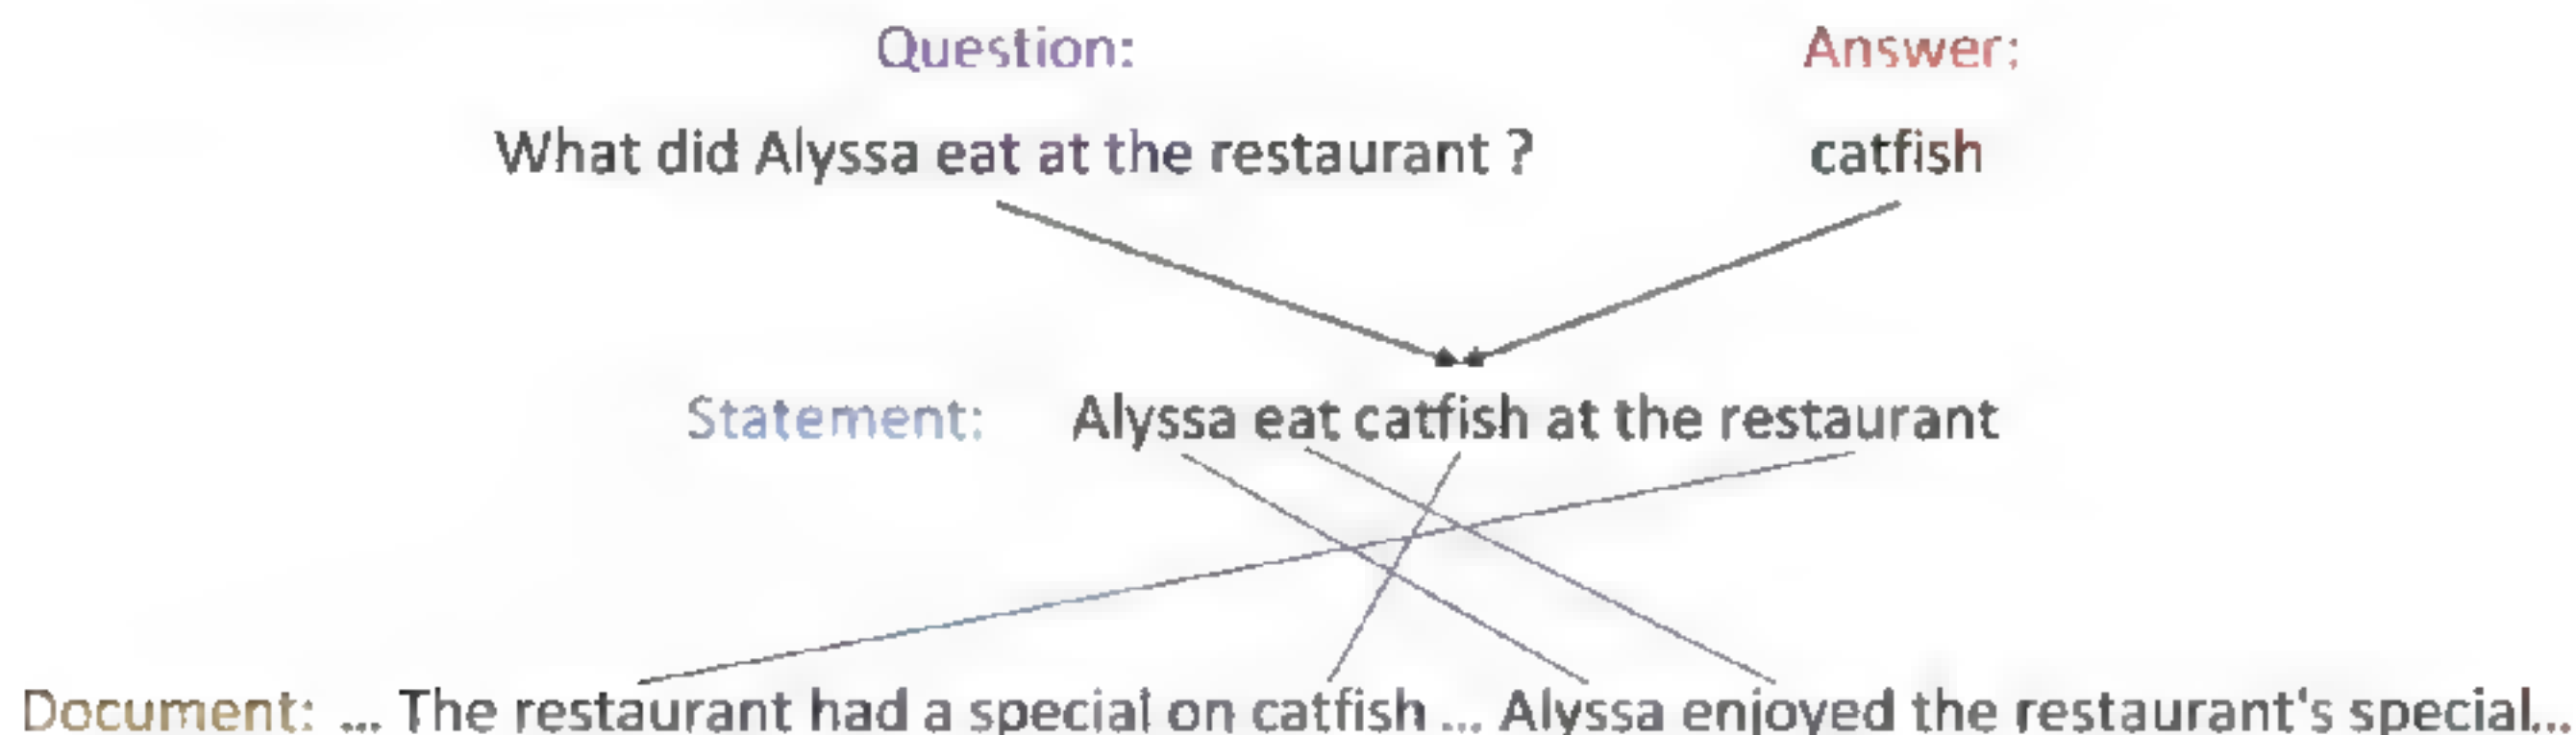 Question: Answer:
What did Alyssa eat at the restaurant ? catfish
Statement: Alyssa eat catfish at the restaurant
Document: ... The restaurant had a special on catfish ... Alyssa enjoyed the restaurant's special...